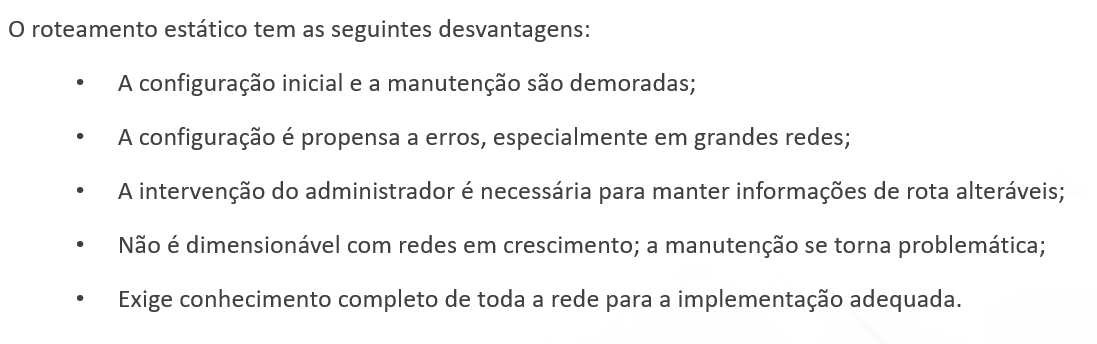 O roteamento estático tem as seguintes desvantagens:
• A configuração inicial e a manutenção são demoradas;
• A configuração é propensa a erros, especialmente em grandes redes;
• A intervenção do administrador é necessária para manter informações de rota alteráveis;
• Não é dimensionável com redes em crescimento; a manutenção se torna problemática;
• Exige conhecimento completo de toda a rede para a implementação adequada.